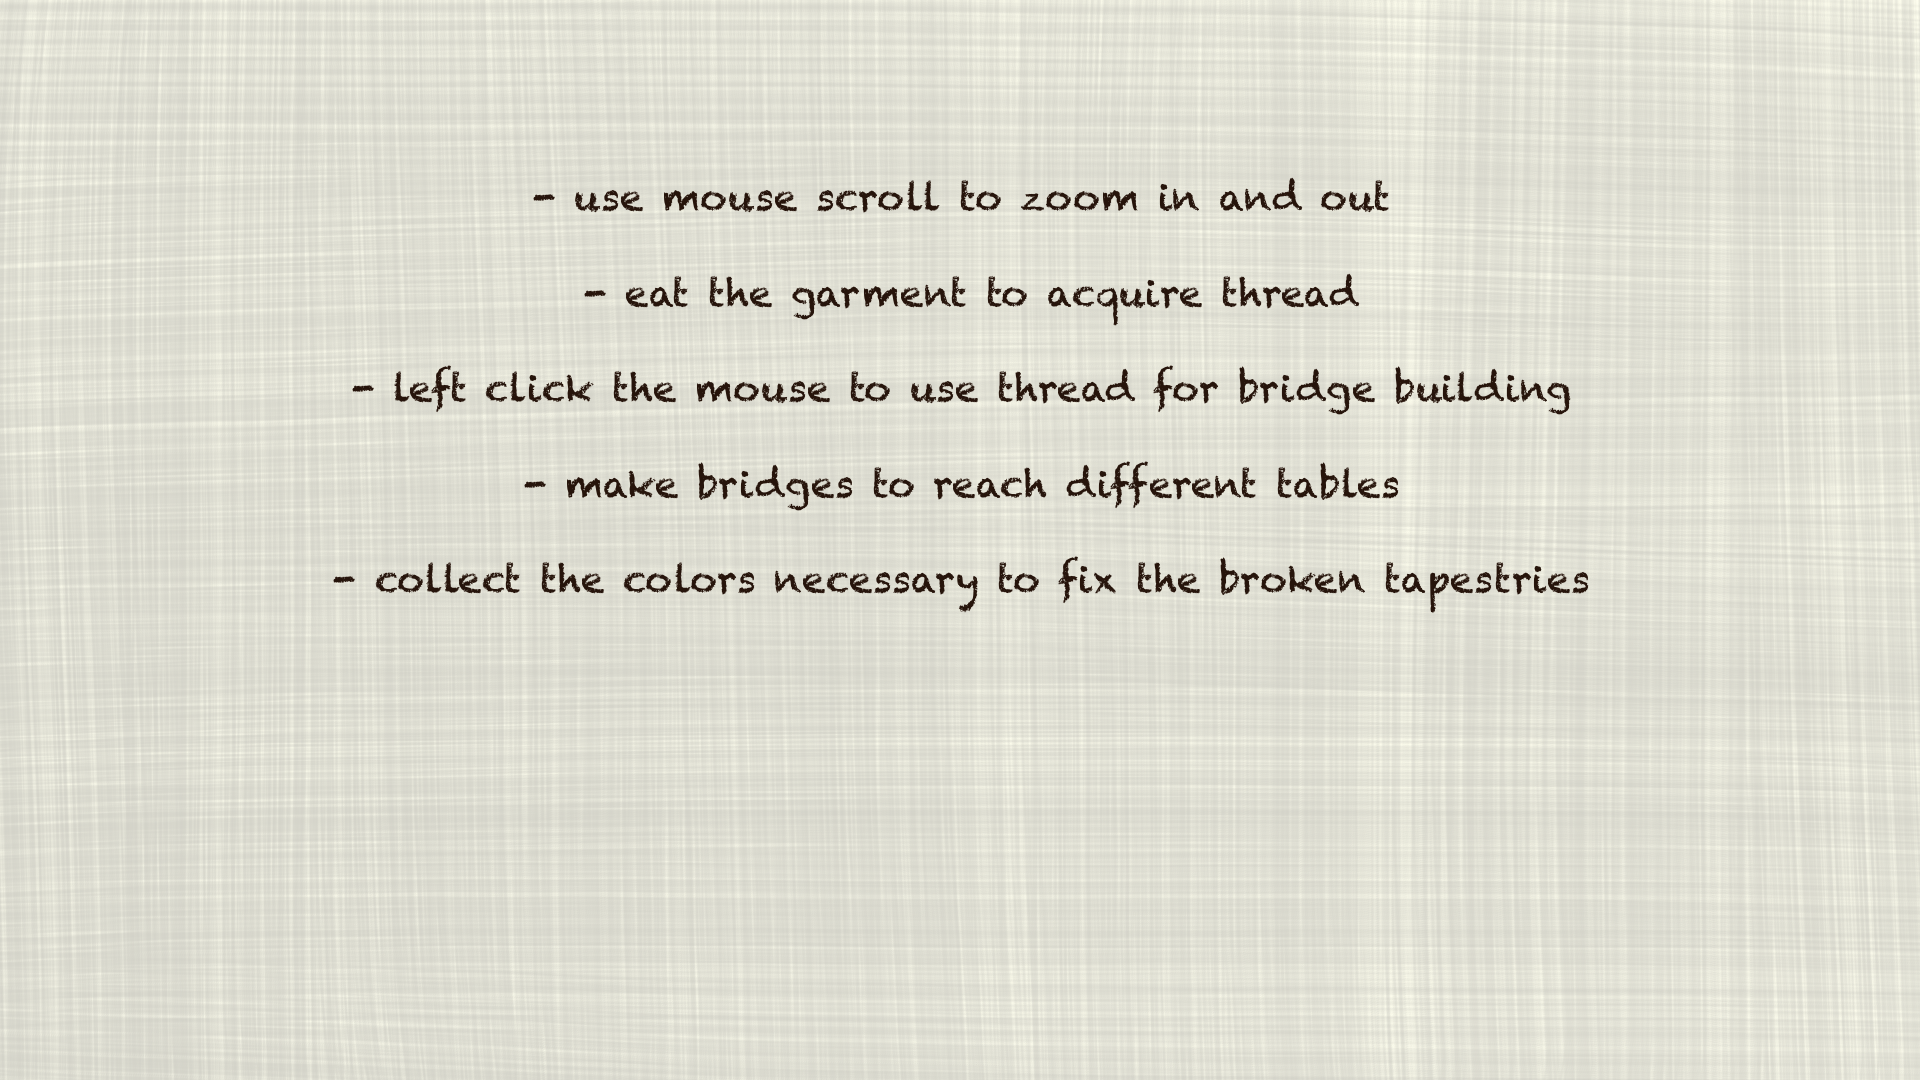 - use mouse scroll to zoom in and out
- eat the garment to acquire thread
- left click the mouse to use thread for bridge building
- make bridges to reach different tables
- collect the colors necessary to fix the broken tapestries